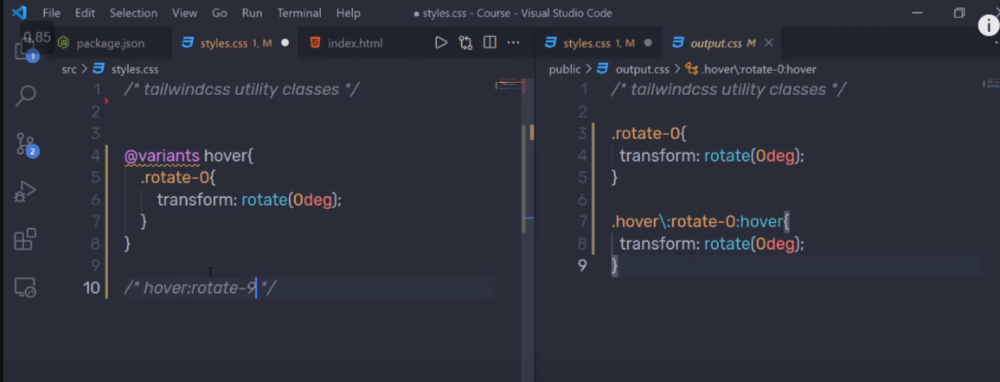 File Edit Selection View Go Run Terminal Help ● styles.css - Course - Visual Studio Code
0.85
package.json styles.css 1, M ● index.html
styles.css 1, M ● output.css M
src > styles.css
public > output.css > .hover\:rotate-0:hover
1
2
1 /* tailwindcss utility classes */
2
3
4 @variants hover{
5 .rotate-0{
6 transform: rotate(0deg);
7 }
8 }
9
10 /* hover:rotate-9 */
1 /* tailwindcss utility classes */
2
3 .rotate-0{
4 transform: rotate(0deg);
5 }
6
7 .hover\:rotate-0:hover{
8 transform: rotate(0deg);
9 }